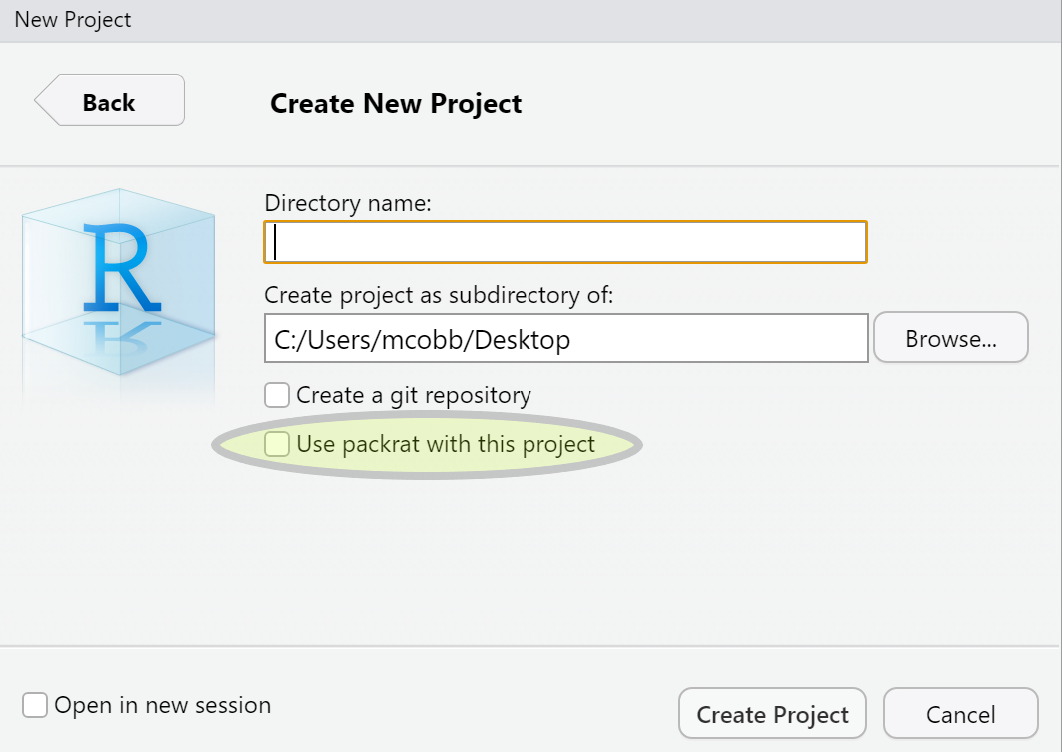 New Project
Back
Create New Project
R
Directory name:
Create project as subdirectory of:
C:/Users/mcobb/Desktop
Browse...
Create a git repository
Use packrat with this project
Open in new session
Create Project
Cancel